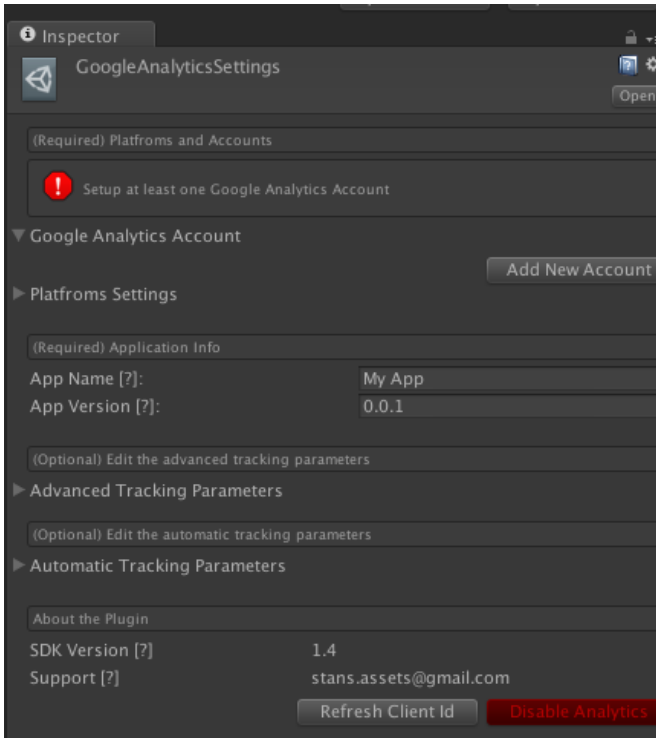 Inspector
GoogleAnalyticsSettings
Open
(Required) Platfroms and Accounts
Setup at least one Google Analytics Account
Google Analytics Account
Add New Account
Platfroms Settings
(Required) Application Info
App Name [?]:
My App
App Version [?]:
0.0.1
(Optional) Edit the advanced tracking parameters
Advanced Tracking Parameters
(Optional) Edit the automatic tracking parameters
Automatic Tracking Parameters
About the Plugin
SDK Version [?]
1.4
Support [?]
stans.assets@gmail.com
Refresh Client Id
Disable Analytics